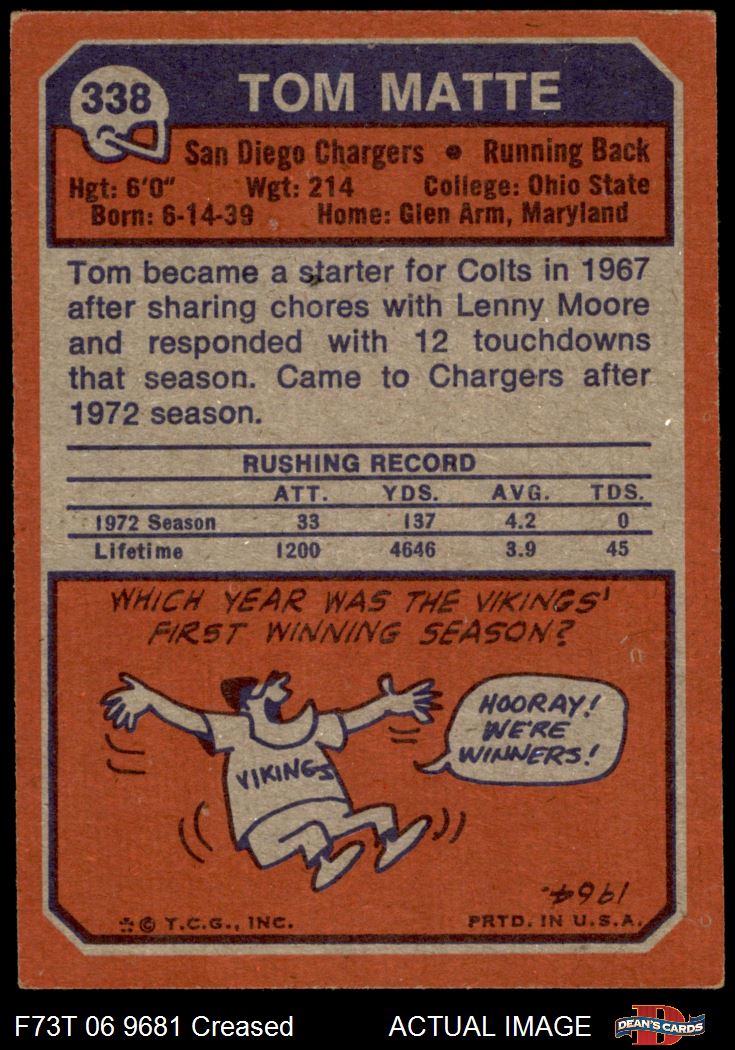 338
TOM MATTE
San Diego Chargers • Running Back
Hgt: 6'0" Wgt: 214 College: Ohio State
Born: 6-14-39 Home: Glen Arm, Maryland
Tom became a starter for Colts in 1967
after sharing chores with Lenny Moore
and responded with 12 touchdowns
that season. Came to Chargers after
1972 season.
RUSHING RECORD
ATT. YDS. AVG. TDS.
1972 Season 33 137 4.2 0
Lifetime 1200 4646 3.9 45
WHICH YEAR WAS THE VIKINGS'
FIRST WINNING SEASON?
HOORAY!
WE'RE
WINNERS!
VIKINGS
1964.
⁂ © T.C.G., INC. PRTD. IN U.S.A.
F73T 06 9681 Creased ACTUAL IMAGE
D
DEAN'S CARDS